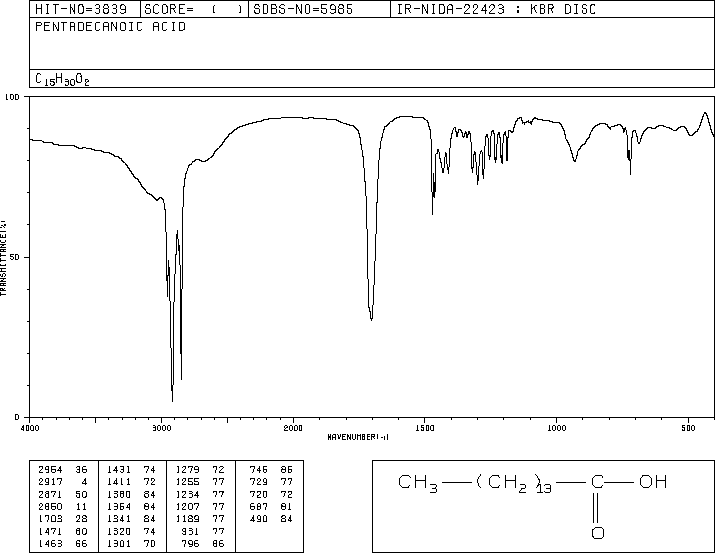 HIT-NO=3839 SCORE= ( ) SDBS-NO=5985 IR-NIDA-22423 : KBR DISC
PENTADECANOIC ACID
C15H30O2
100
50
0
TRANSMITTANCE(%)
4000 3000 2000 1500 1000 500
WAVENUMBER(-1)
2954 36 1431 74 1279 72 746 86
2917 4 1411 72 1255 77 729 77
2871 50 1380 84 1234 77 720 72
2850 11 1364 84 1207 77 687 81
1703 28 1341 84 1189 77 490 84
1471 60 1320 74 931 77
1463 66 1301 70 796 86
CH3 (CH2)13 C OH
O